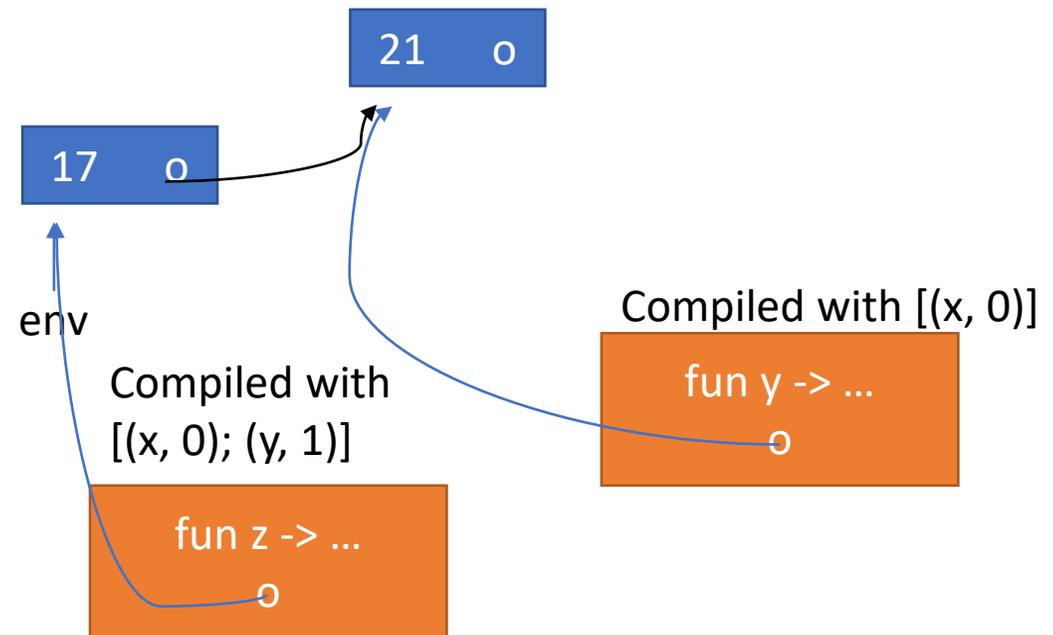 21 o
17 o
env
Compiled with [(x, 0)]
fun y -> ...
o
Compiled with
[(x, 0); (y, 1)]
fun z -> ...
o